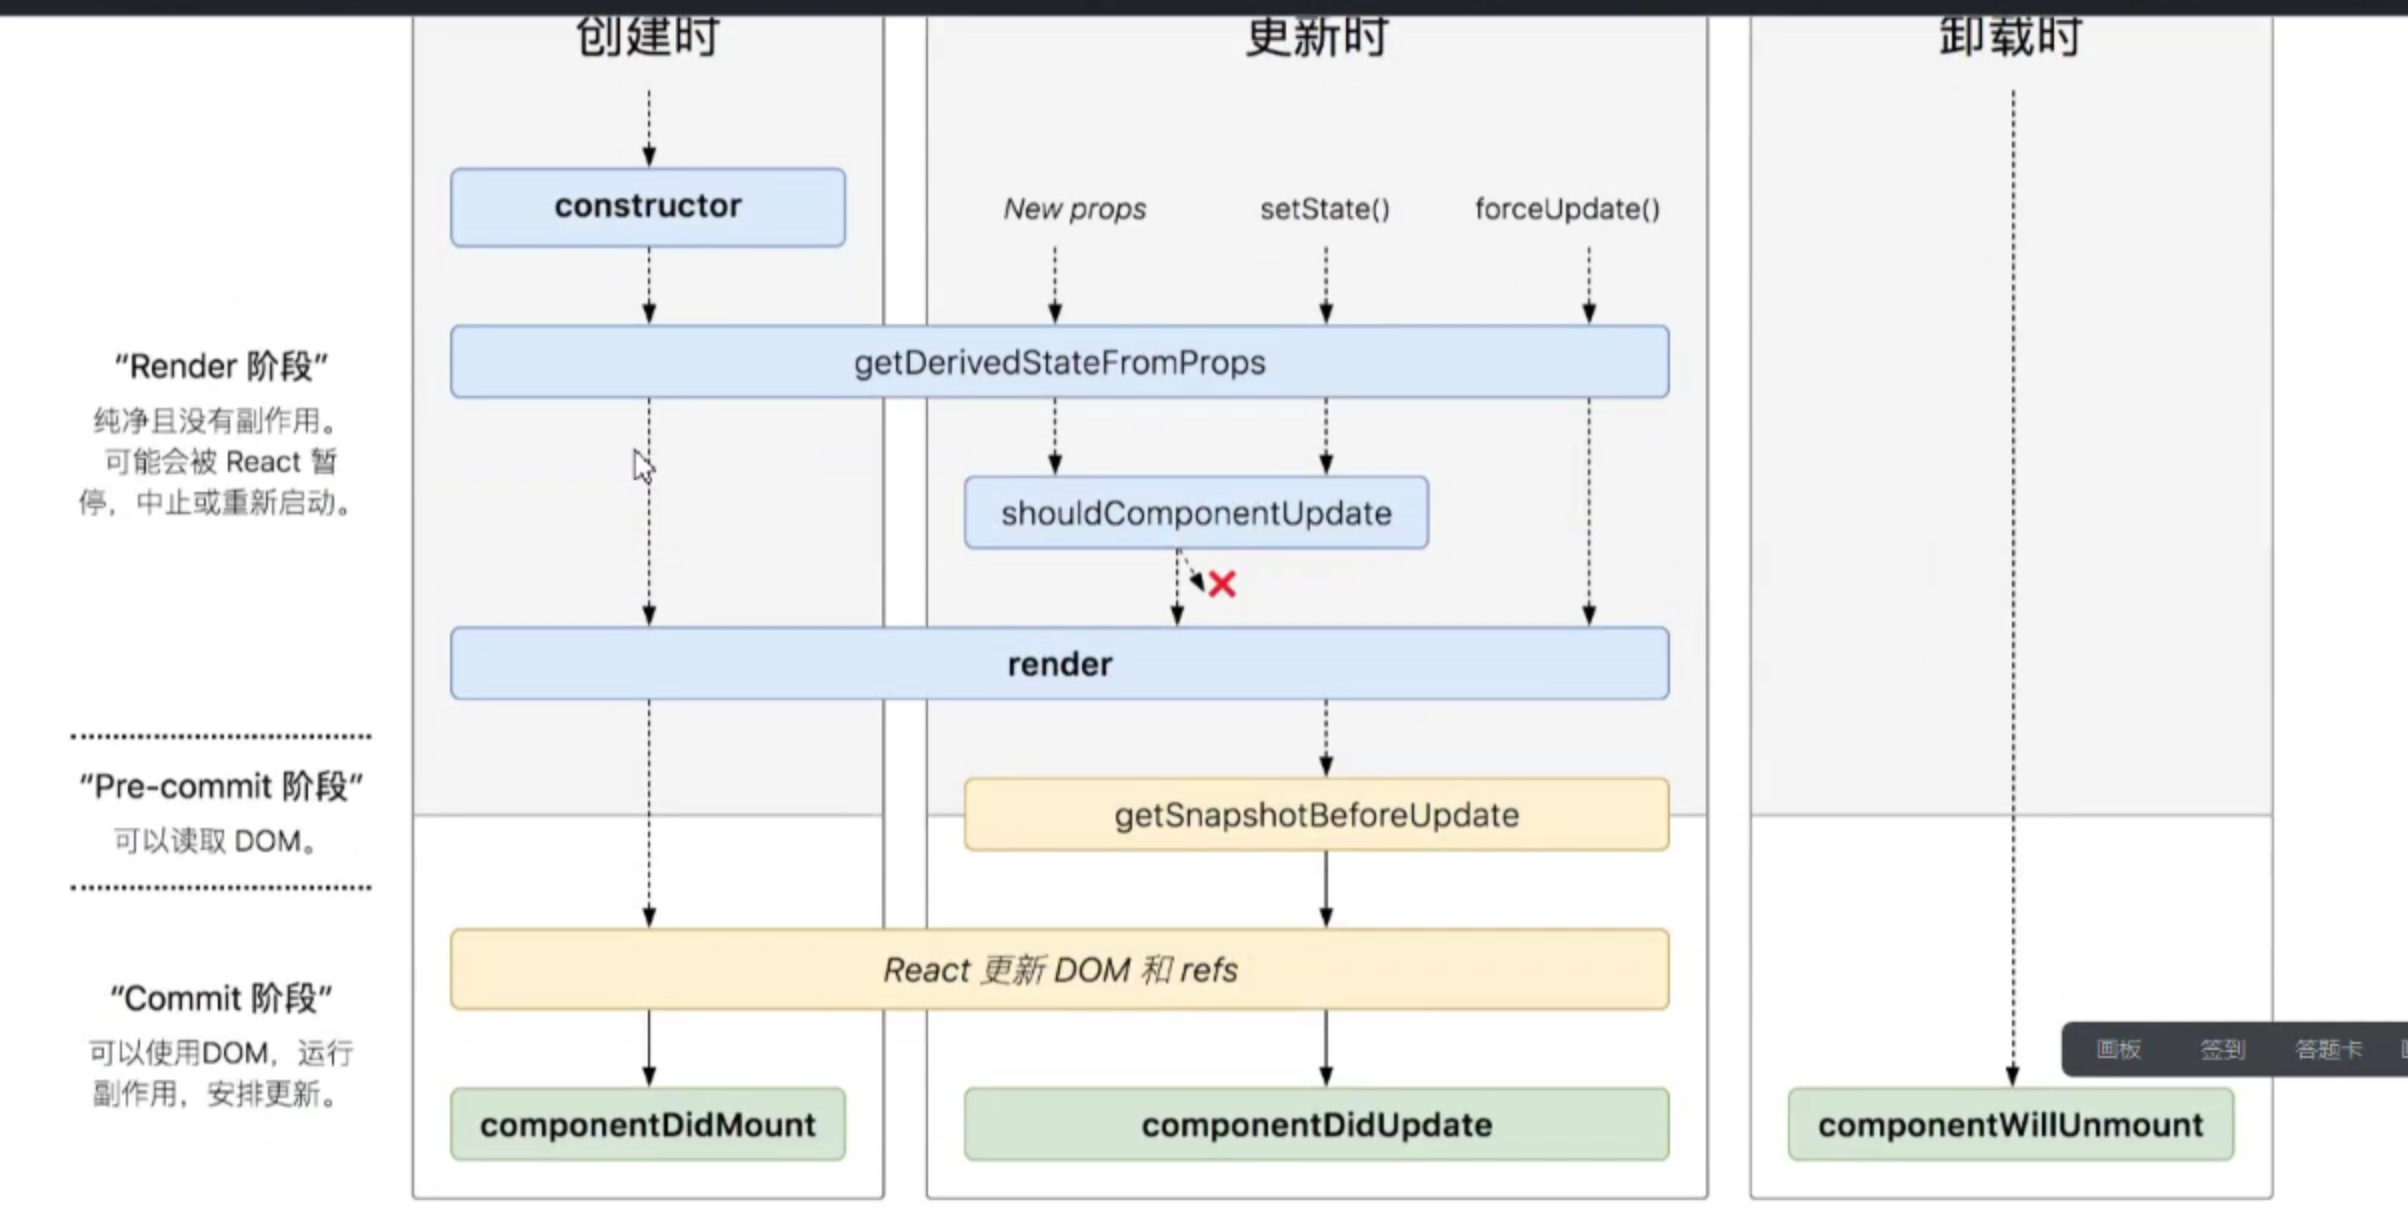 创建时
更新时
卸载时
constructor
New props
setState()
forceUpdate()
“Render 阶段”
纯净且没有副作用。
可能会被 React 暂
停，中止或重新启动。
getDerivedStateFromProps
shouldComponentUpdate
render
“Pre-commit 阶段”
可以读取 DOM。
getSnapshotBeforeUpdate
“Commit 阶段”
可以使用DOM，运行
副作用，安排更新。
React 更新 DOM 和 refs
componentDidMount
componentDidUpdate
componentWillUnmount
画板
签到
答题卡